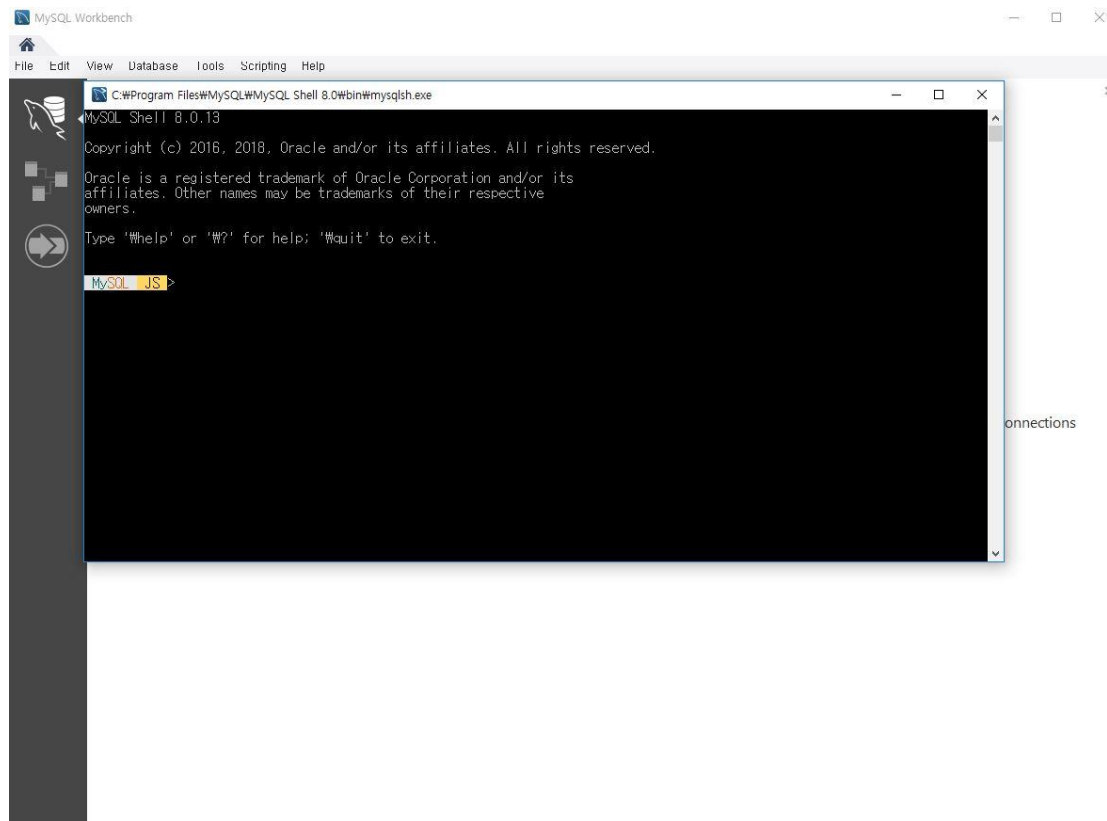 MySQL Workbench
File Edit View Database Tools Scripting Help
C:₩Program Files₩MySQL₩MySQL Shell 8.0₩bin₩mysqlsh.exe
MySQL Shell 8.0.13
Copyright (c) 2016, 2018, Oracle and/or its affiliates. All rights reserved.
Oracle is a registered trademark of Oracle Corporation and/or its
affiliates. Other names may be trademarks of their respective
owners.
Type '₩help' or '₩?' for help; '₩quit' to exit.
MySQL JS >
onnections